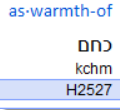 as·warmth-of
כחם
kchm
H2527